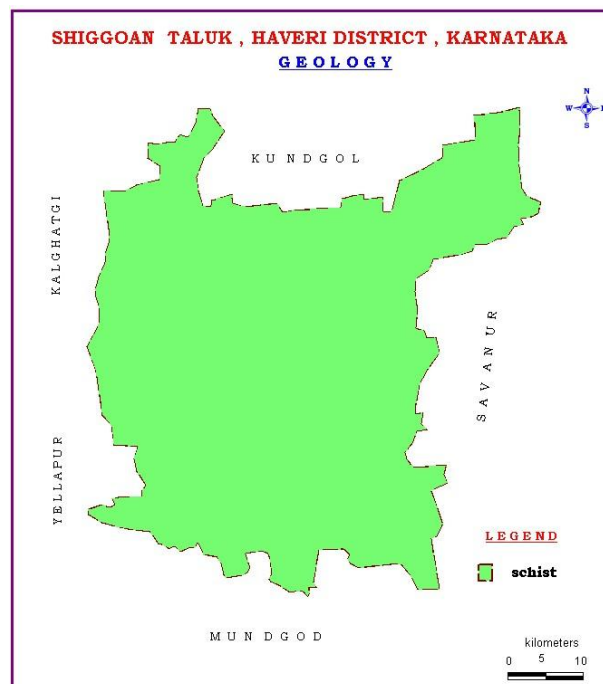 SHIGGOAN TALUK , HAVERI DISTRICT , KARNATAKA
GEOLOGY
N
W E
S
KUNDGOL
KALGHATGI
SAVANUR
YELLAPUR
LEGEND
schist
MUNDGOD
kilometers
0 5 10